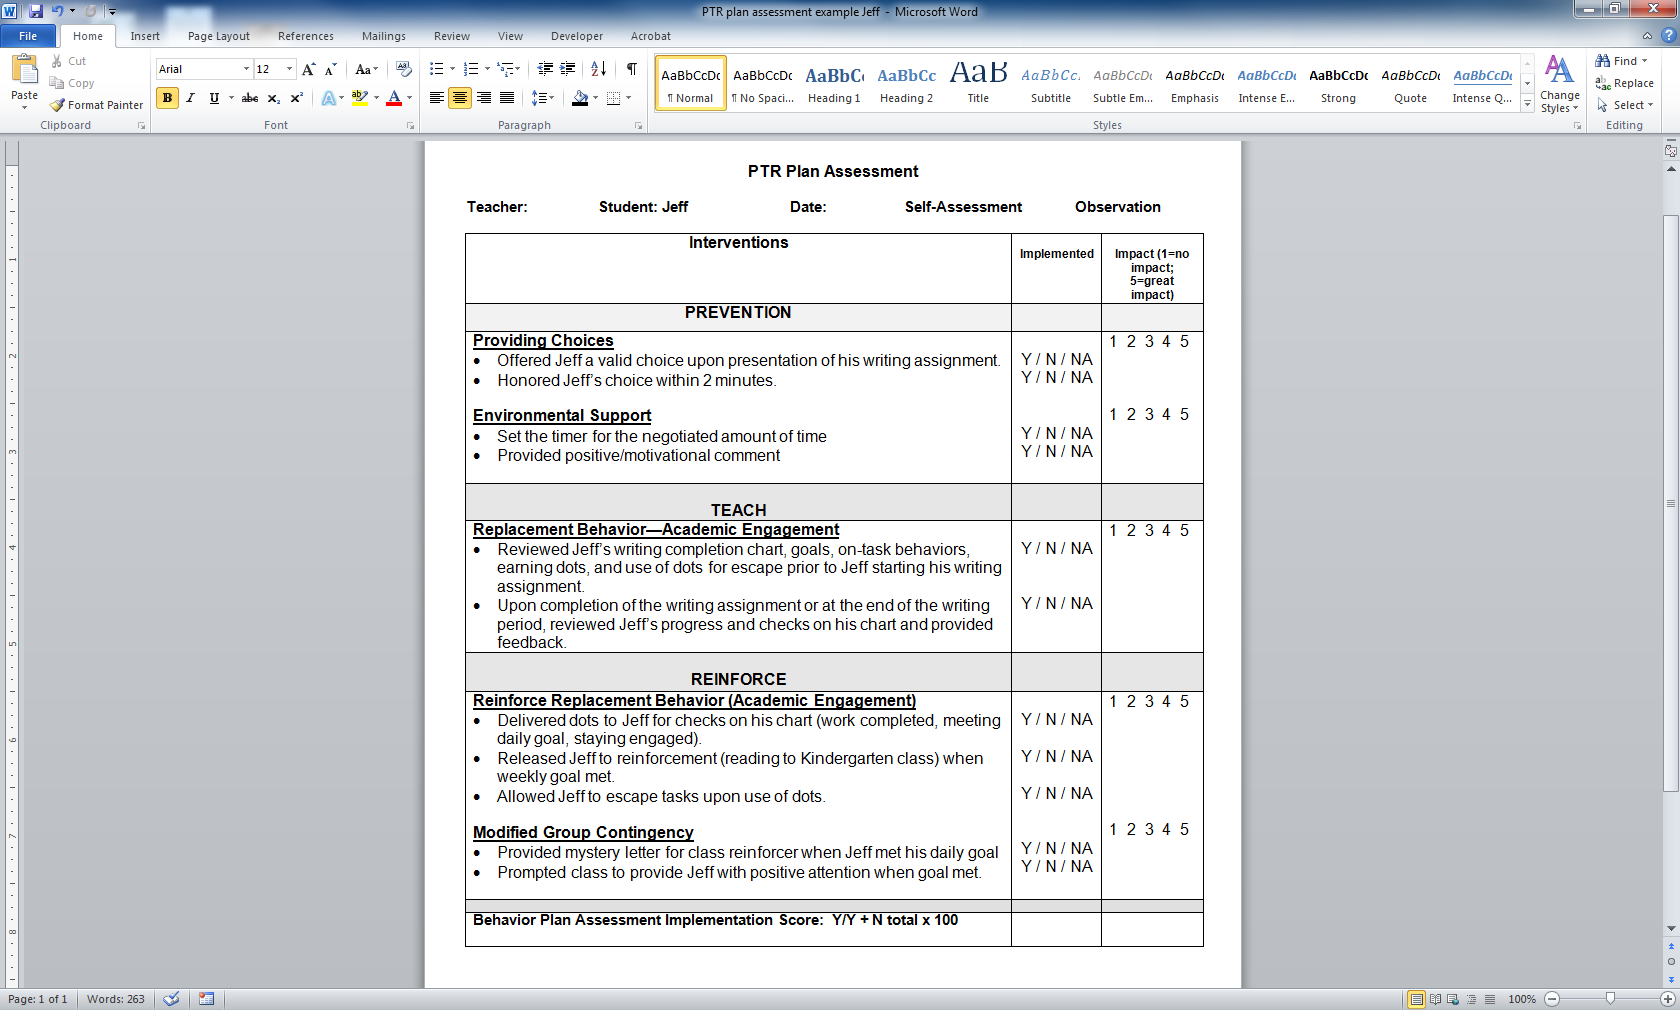 PTR plan assessment example Jeff - Microsoft Word
File Home Insert Page Layout References Mailings Review View Developer Acrobat
Paste
Cut
Copy
Format Painter
Clipboard
Arial 12
Font
Paragraph
AaBbCcDc AaBbCcDc AaBbC AaBbCc AaB AaBbCc. AaBbCcDc AaBbCcDc AaBbCcDc AaBbCcDc AaBbCcDc AaBbCcDc
¶ Normal ¶ No Spaci... Heading 1 Heading 2 Title Subtitle Subtle Em... Emphasis Intense E... Strong Quote Intense Q...
Styles
Change
Styles
Find
Replace
Select
Editing
PTR Plan Assessment
Teacher: Student: Jeff Date: Self-Assessment Observation
Interventions
Implemented
Impact (1=no
impact;
5=great
impact)
PREVENTION
Providing Choices 1 2 3 4 5
• Offered Jeff a valid choice upon presentation of his writing assignment. Y / N / NA
• Honored Jeff's choice within 2 minutes. Y / N / NA
Environmental Support 1 2 3 4 5
• Set the timer for the negotiated amount of time Y / N / NA
• Provided positive/motivational comment Y / N / NA
TEACH
Replacement Behavior—Academic Engagement 1 2 3 4 5
• Reviewed Jeff's writing completion chart, goals, on-task behaviors, Y / N / NA
earning dots, and use of dots for escape prior to Jeff starting his writing
assignment.
• Upon completion of the writing assignment or at the end of the writing Y / N / NA
period, reviewed Jeff's progress and checks on his chart and provided
feedback.
REINFORCE
Reinforce Replacement Behavior (Academic Engagement) 1 2 3 4 5
• Delivered dots to Jeff for checks on his chart (work completed, meeting Y / N / NA
daily goal, staying engaged).
• Released Jeff to reinforcement (reading to Kindergarten class) when Y / N / NA
weekly goal met.
• Allowed Jeff to escape tasks upon use of dots. Y / N / NA
Modified Group Contingency 1 2 3 4 5
• Provided mystery letter for class reinforcer when Jeff met his daily goal Y / N / NA
• Prompted class to provide Jeff with positive attention when goal met. Y / N / NA
Behavior Plan Assessment Implementation Score: Y/Y + N total x 100
Page: 1 of 1 Words: 263 100%